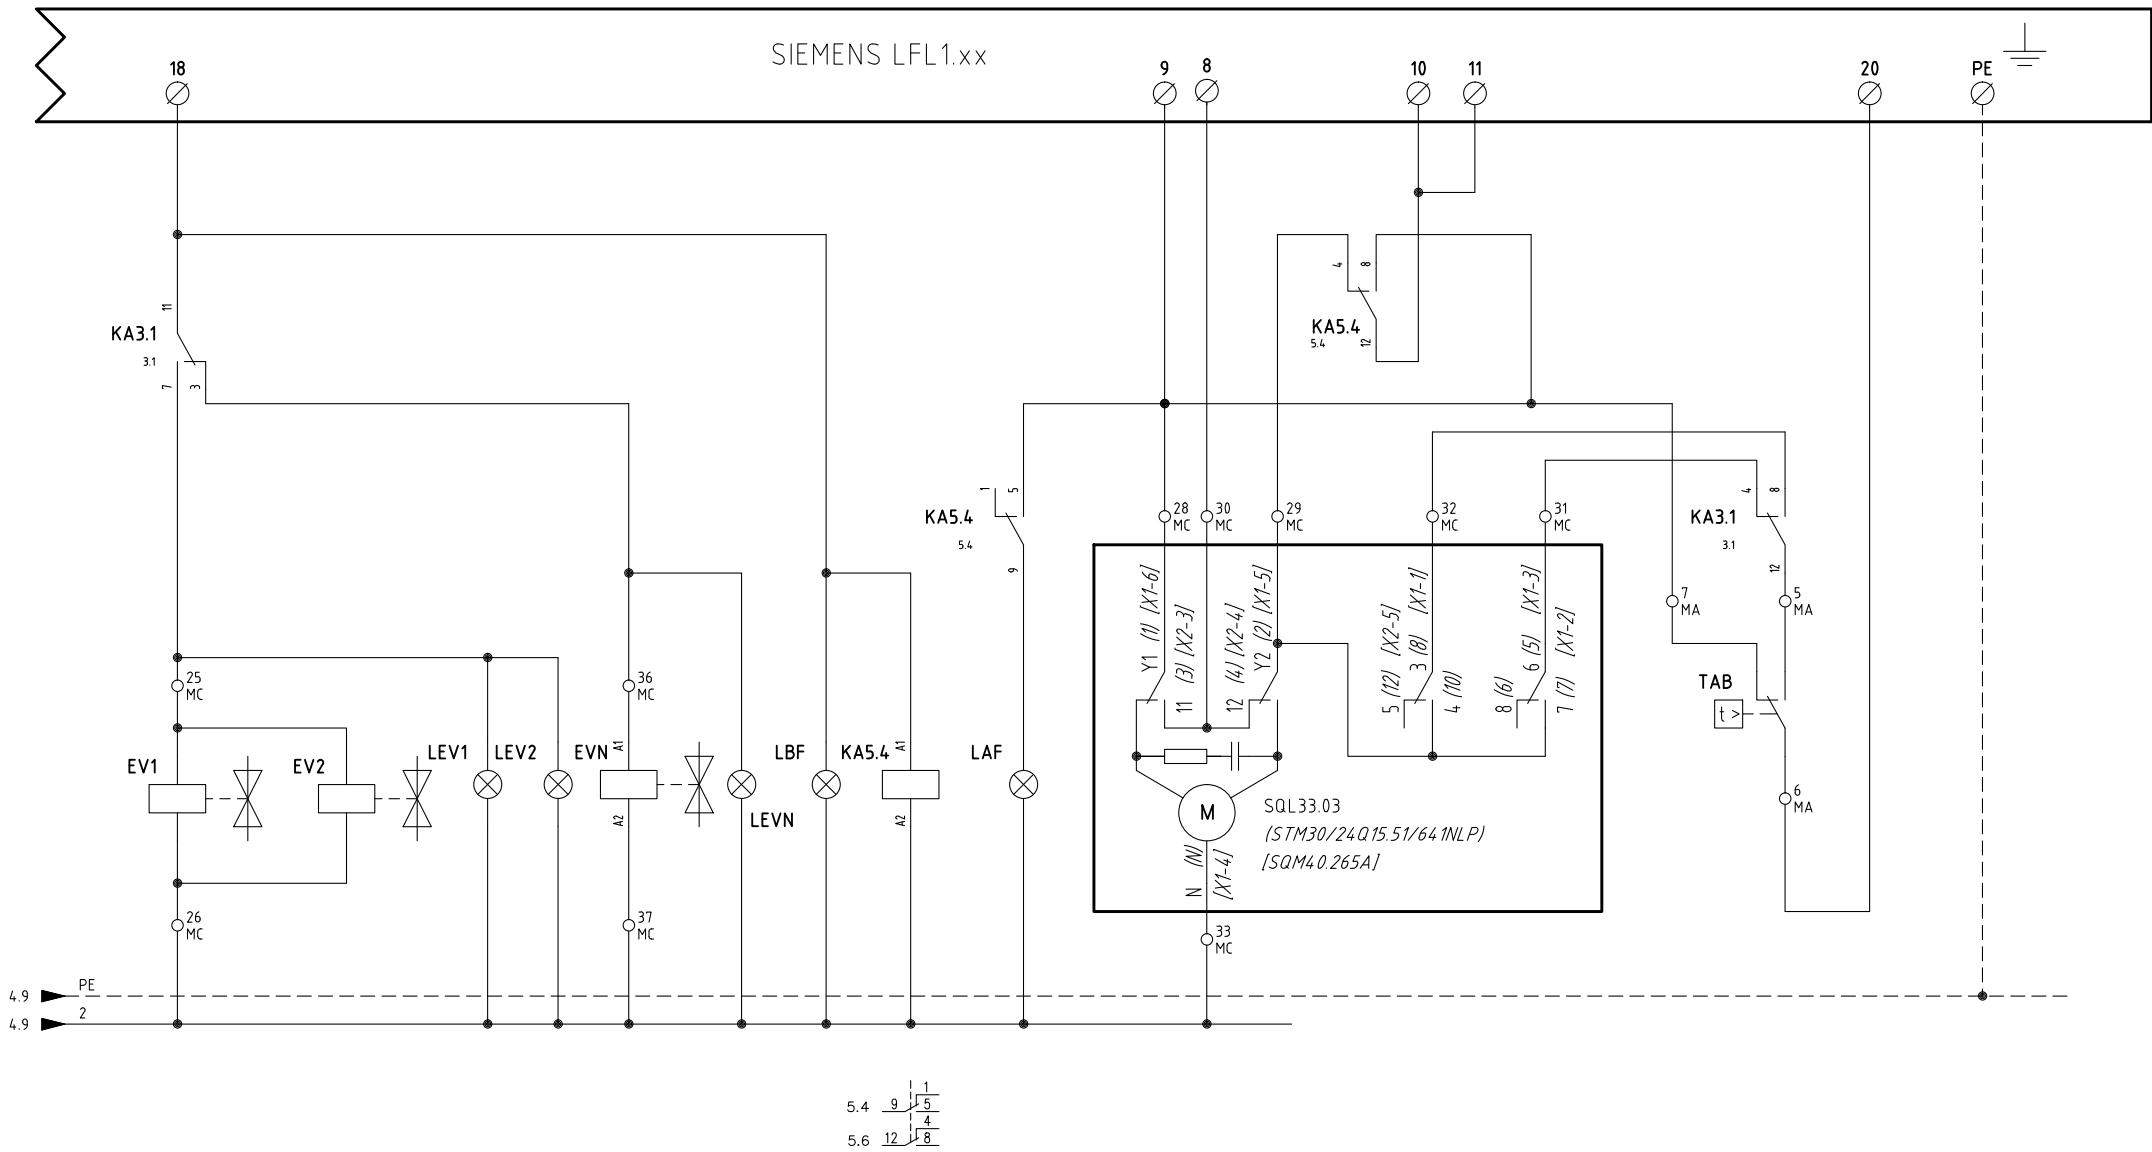 SIEMENS LFL1.xx
18
9
8
10
11
20
PE
11
KA3.1
3.1
7
3
4
8
KA5.4
5.4
12
1
5
KA5.4
5.4
9
28
MC
30
MC
29
MC
32
MC
31
MC
4
8
KA3.1
3.1
12
7
MA
5
MA
Y1 (1) [X1-6]
11 (3) [X2-3]
12 (4) [X2-4]
Y2 (2) [X1-5]
5 (12) [X2-5]
3 (8) [X1-1]
4 (10)
8 (6)
6 (5) [X1-3]
7 (7) [X1-2]
25
MC
36
MC
TAB
t >
EV1
EV2
LEV1
LEV2
EVN
A1
A2
LEVN
LBF
KA5.4
A1
A2
LAF
M
SQL33.03
(STM30/24Q15.51/641NLP)
[SQM40.265A]
N (N)
[X1-4]
6
MA
26
MC
37
MC
33
MC
4.9
PE
4.9
2
1
5.4 9 5
4
5.6 12 8